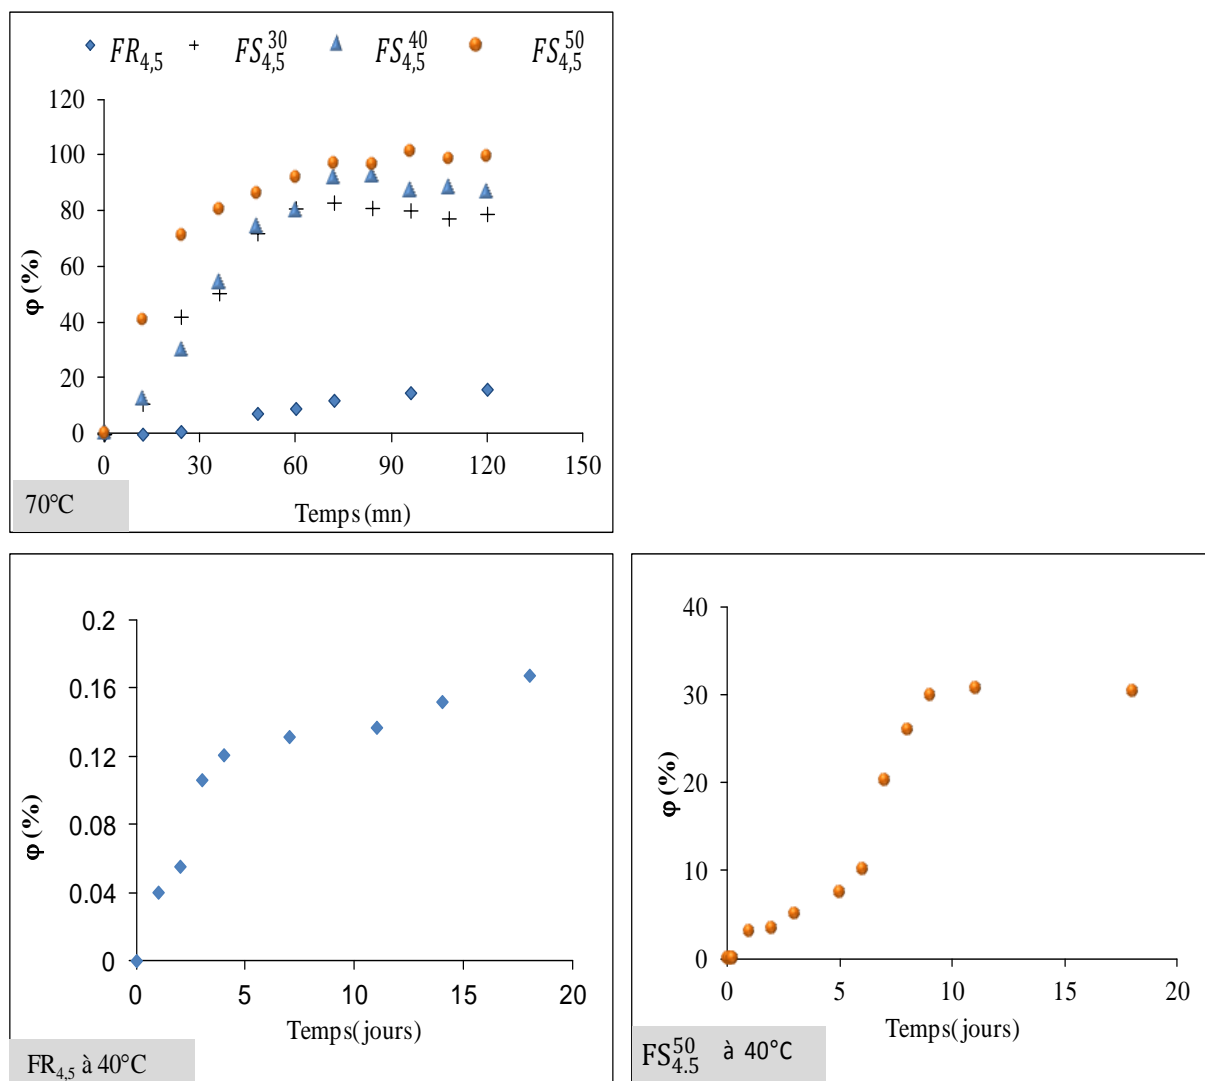 FR4,5 FS4,5^30 FS4,5^40 FS4,5^50
120
100
80
60
40
20
0
φ (%)
0 30 60 90 120 150
Temps (mn)
70°C
0.2
0.16
0.12
0.08
0.04
0
φ (%)
0 5 10 15 20
Temps( jours)
FR4,5 à 40°C
40
30
20
10
0
φ (%)
0 5 10 15 20
Temps( jours)
FS4.5^50 à 40°C